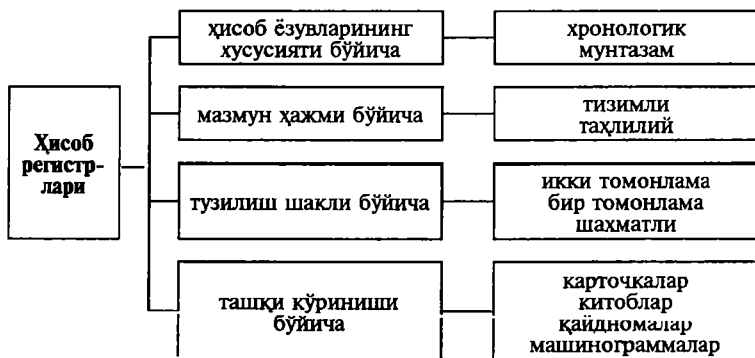 Ҳисоб
регистр-
лари
ҳисоб ёзувларининг
хусусияти бўйича
хронологик
мунтазам
мазмун ҳажми бўйича
тизимли
таҳлилий
тузилиш шакли бўйича
икки томонлама
бир томонлама
шахматли
ташқи кўриниши
бўйича
карточкалар
китоблар
қайдномалар
машинограммалар